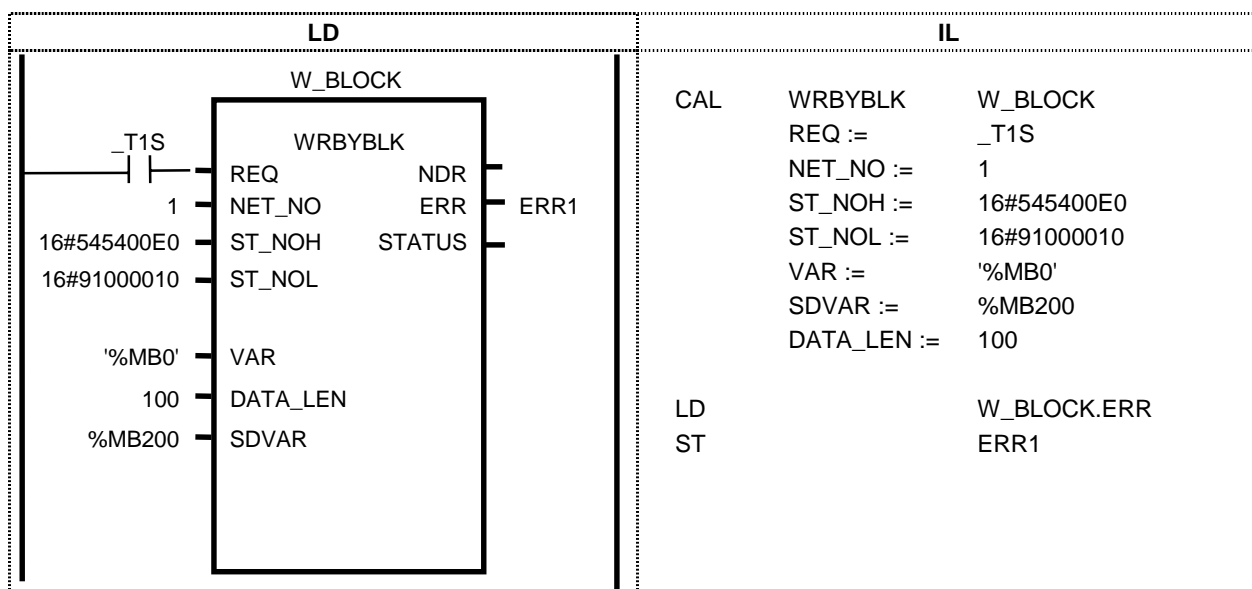 LD
W_BLOCK
WRBYBLK
_T1S
REQ NDR
1 NET_NO ERR ERR1
16#545400E0 ST_NOH STATUS
16#91000010 ST_NOL
'%MB0' VAR
100 DATA_LEN
%MB200 SDVAR
IL
CAL WRBYBLK W_BLOCK
REQ := _T1S
NET_NO := 1
ST_NOH := 16#545400E0
ST_NOL := 16#91000010
VAR := '%MB0'
SDVAR := %MB200
DATA_LEN := 100
LD W_BLOCK.ERR
ST ERR1